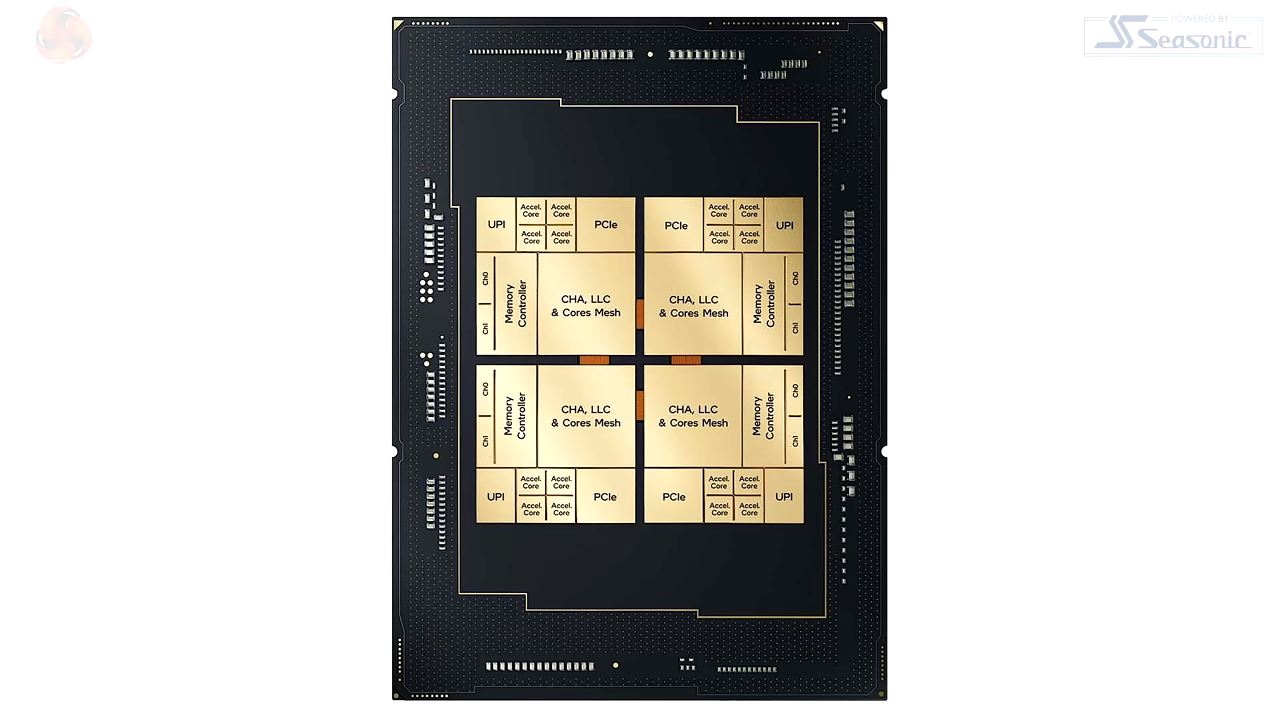 POWERED BY
Seasonic
UPI
Accel.
Core
Accel.
Core
Accel.
Core
Accel.
Core
PCIe
PCIe
Accel.
Core
Accel.
Core
Accel.
Core
Accel.
Core
UPI
Ch0
Ch1
Memory
Controller
CHA, LLC
& Cores Mesh
CHA, LLC
& Cores Mesh
Memory
Controller
Ch0
Ch1
Ch0
Ch1
Memory
Controller
CHA, LLC
& Cores Mesh
CHA, LLC
& Cores Mesh
Memory
Controller
Ch0
Ch1
UPI
Accel.
Core
Accel.
Core
Accel.
Core
Accel.
Core
PCIe
PCIe
Accel.
Core
Accel.
Core
Accel.
Core
Accel.
Core
UPI